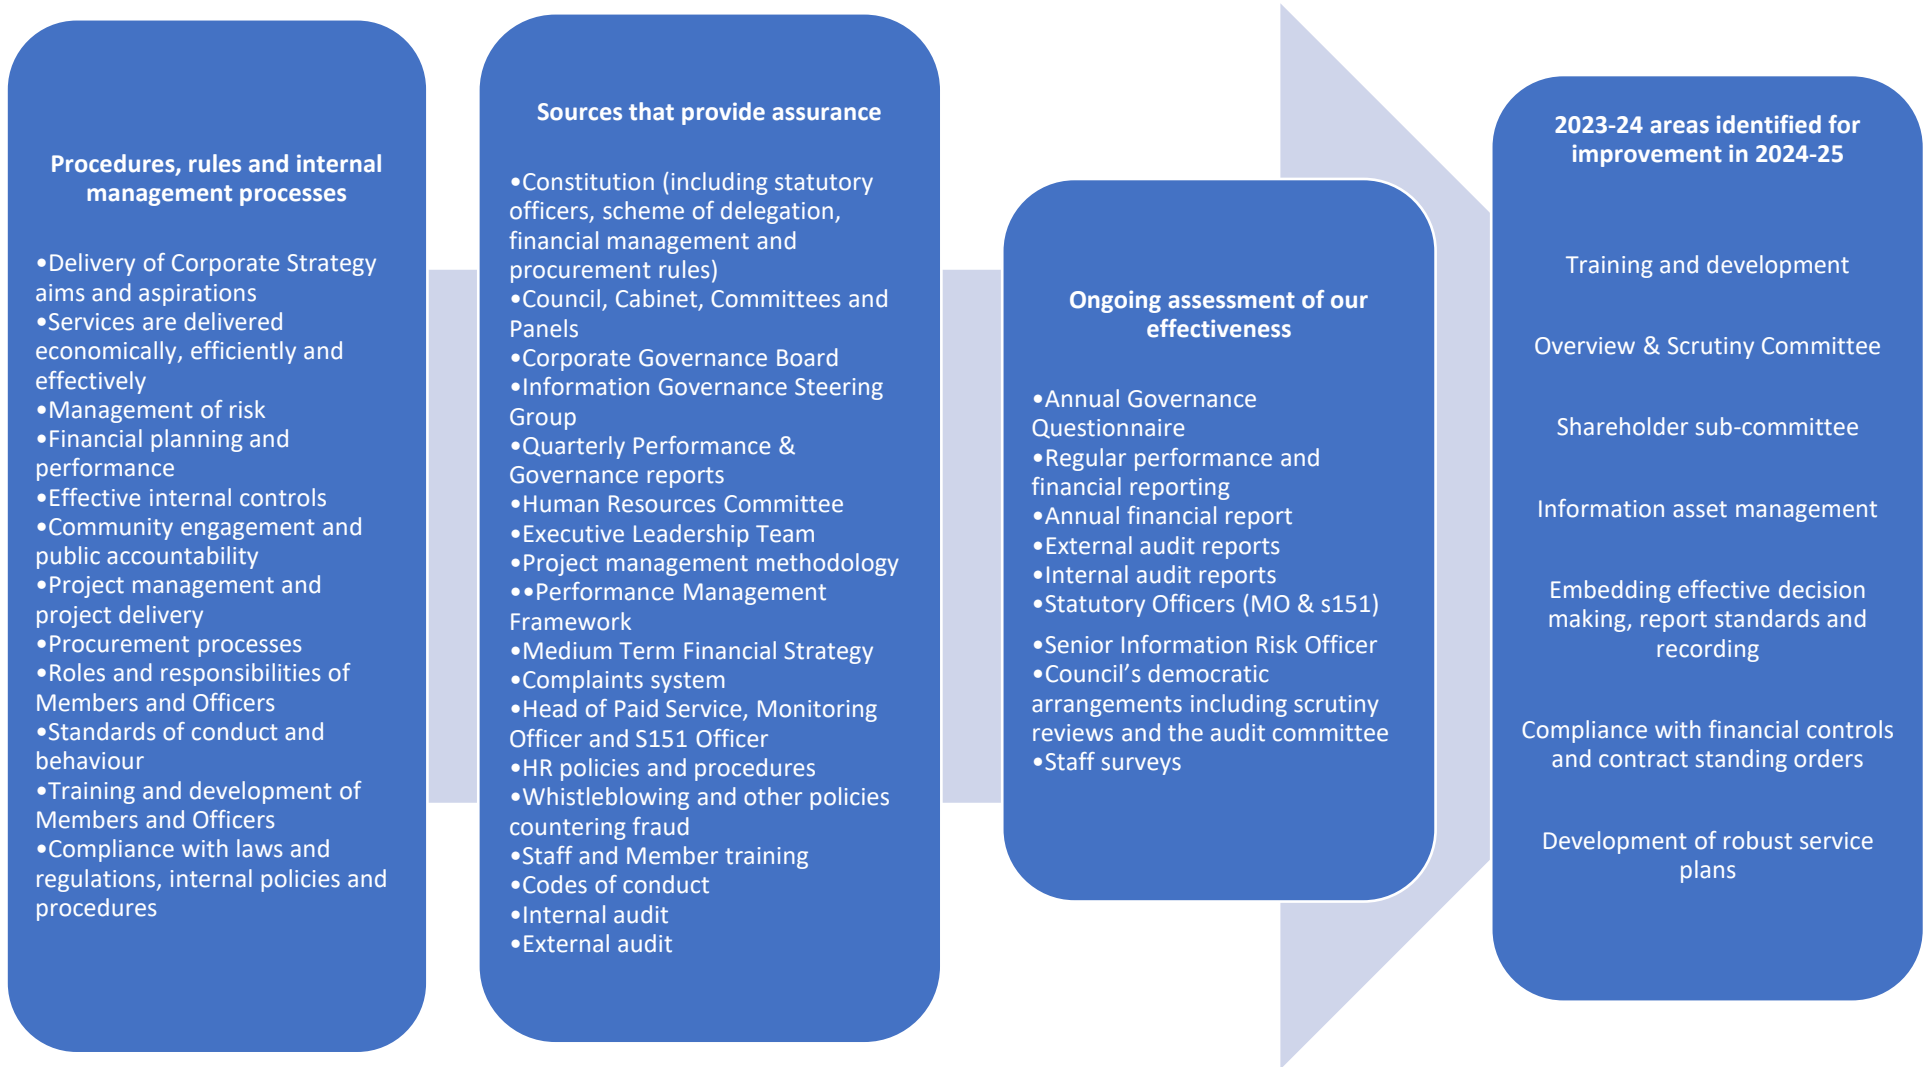 Procedures, rules and internal
management processes
•Delivery of Corporate Strategy
aims and aspirations
•Services are delivered
economically, efficiently and
effectively
•Management of risk
•Financial planning and
performance
•Effective internal controls
•Community engagement and
public accountability
•Project management and
project delivery
•Procurement processes
•Roles and responsibilities of
Members and Officers
•Standards of conduct and
behaviour
•Training and development of
Members and Officers
•Compliance with laws and
regulations, internal policies and
procedures
Sources that provide assurance
•Constitution (including statutory
officers, scheme of delegation,
financial management and
procurement rules)
•Council, Cabinet, Committees and
Panels
•Corporate Governance Board
•Information Governance Steering
Group
•Quarterly Performance &
Governance reports
•Human Resources Committee
•Executive Leadership Team
•Project management methodology
••Performance Management
Framework
•Medium Term Financial Strategy
•Complaints system
•Head of Paid Service, Monitoring
Officer and S151 Officer
•HR policies and procedures
•Whistleblowing and other policies
countering fraud
•Staff and Member training
•Codes of conduct
•Internal audit
•External audit
Ongoing assessment of our
effectiveness
•Annual Governance
Questionnaire
•Regular performance and
financial reporting
•Annual financial report
•External audit reports
•Internal audit reports
•Statutory Officers (MO & s151)
•Senior Information Risk Officer
•Council’s democratic
arrangements including scrutiny
reviews and the audit committee
•Staff surveys
2023-24 areas identified for
improvement in 2024-25
Training and development
Overview & Scrutiny Committee
Shareholder sub-committee
Information asset management
Embedding effective decision
making, report standards and
recording
Compliance with financial controls
and contract standing orders
Development of robust service
plans